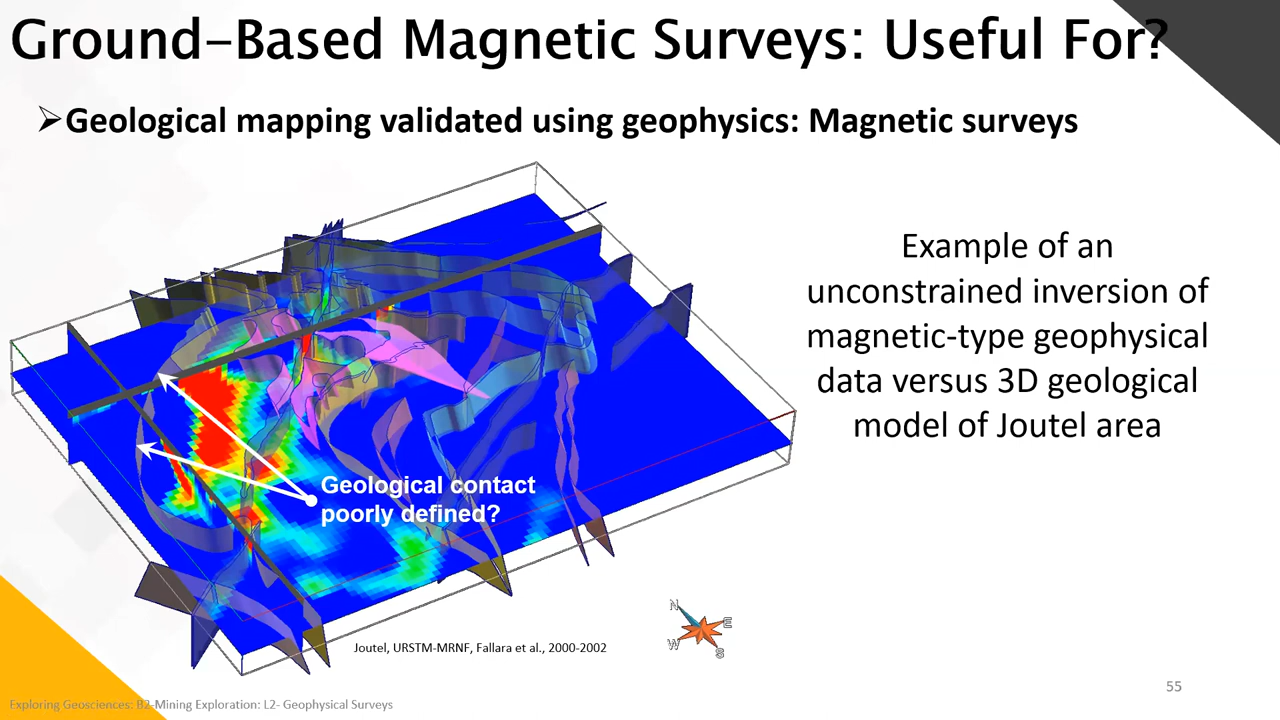 Ground-Based Magnetic Surveys: Useful For?
➢Geological mapping validated using geophysics: Magnetic surveys
Example of an
unconstrained inversion of
magnetic-type geophysical
data versus 3D geological
model of Joutel area
Geological contact
poorly defined?
N
E
W
S
Joutel, URSTM-MRNF, Fallara et al., 2000-2002
55
Exploring Geosciences: B2-Mining Exploration: L2- Geophysical Surveys